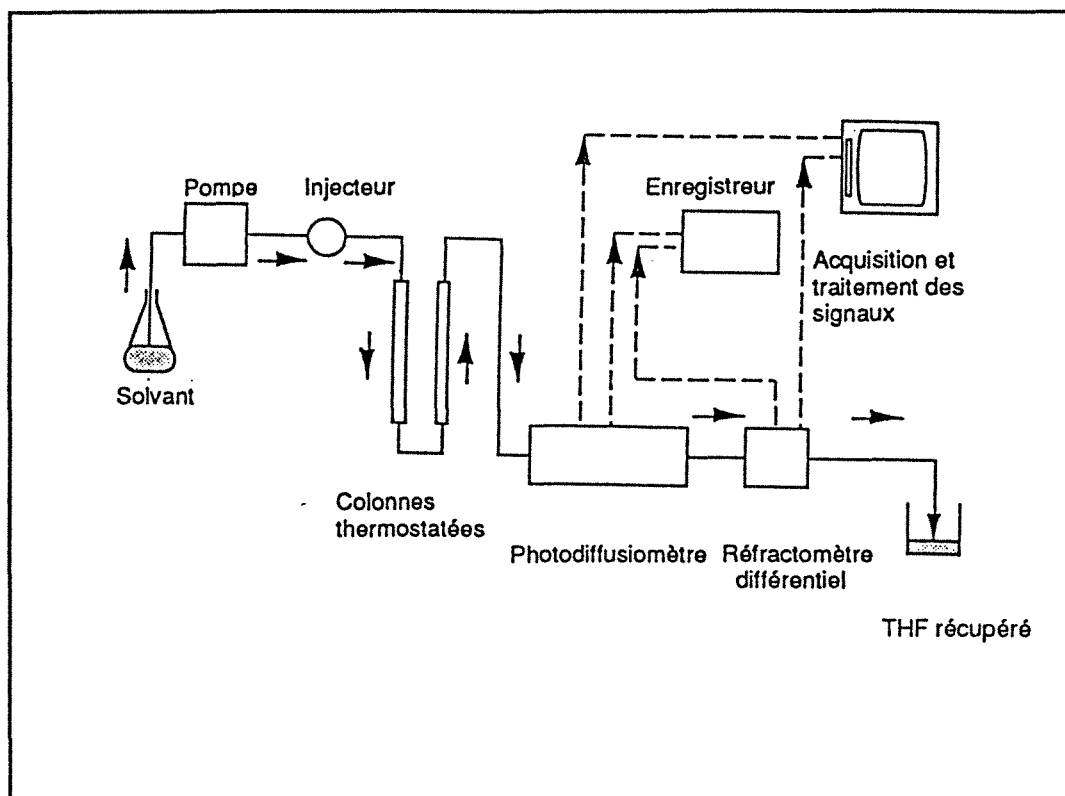 Pompe
Injecteur
Enregistreur
Acquisition et
traitement des
signaux
Solvant
Colonnes
thermostatées
Photodiffusiomètre
Réfractomètre
différentiel
THF récupéré